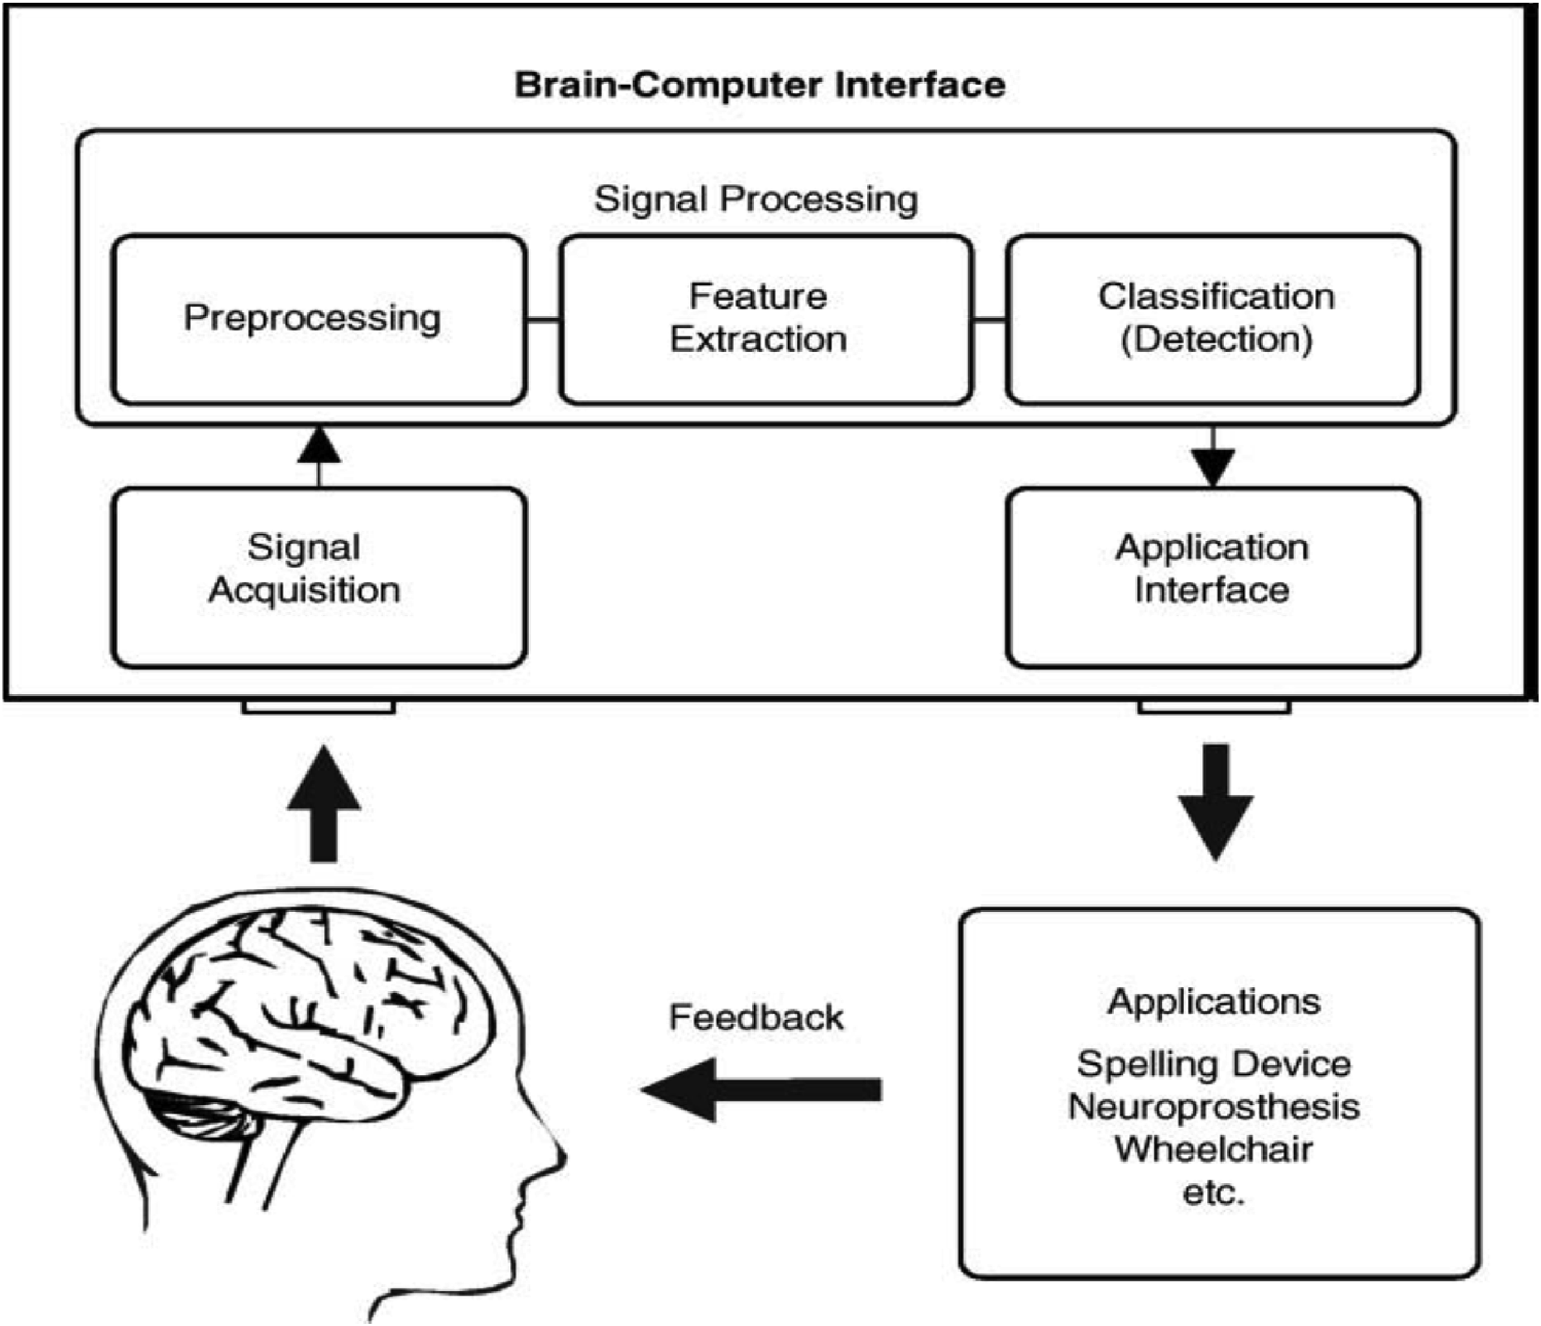 Brain-Computer Interface
Signal Processing
Preprocessing
Feature
Extraction
Classification
(Detection)
Signal
Acquisition
Application
Interface
Feedback
Applications
Spelling Device
Neuroprosthesis
Wheelchair
etc.